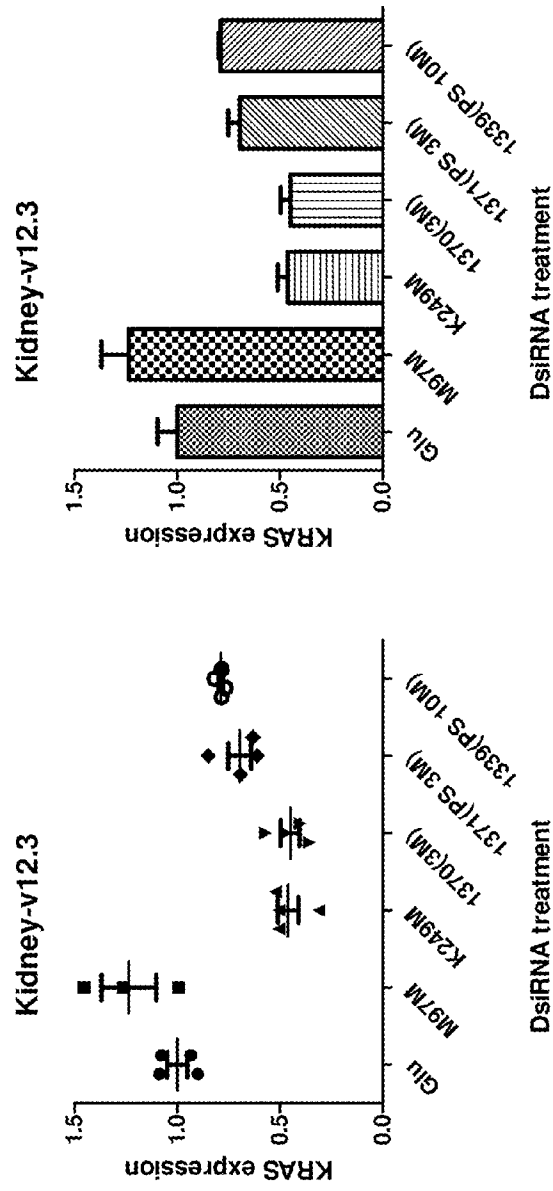 Kidney-v12.3
KRAS expression
1.5
1.0
0.5
0.0
Glu
M97M
K249M
1370(3M)
1371(PS 3M)
1339(PS 10M)
DsiRNA treatment
Kidney-v12.3
KRAS expression
1.5
1.0
0.5
0.0
Glu
M97M
K249M
1370(3M)
1371(PS 3M)
1339(PS 10M)
DsiRNA treatment